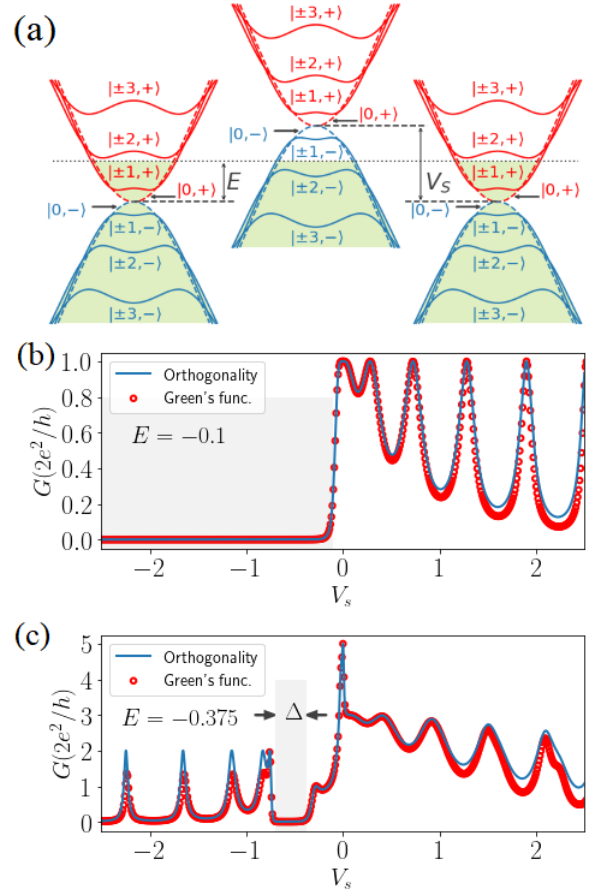 (a)
|±3,+⟩
|±2,+⟩
|±1,+⟩
|0,+⟩
|0,−⟩
|±1,−⟩
|±2,−⟩
|±3,−⟩
E
|±3,+⟩
|±2,+⟩
|±1,+⟩
|0,+⟩
|0,−⟩
|±1,−⟩
|±2,−⟩
|±3,−⟩
V_S
|±3,+⟩
|±2,+⟩
|±1,+⟩
|0,+⟩
|0,−⟩
|±1,−⟩
|±2,−⟩
|±3,−⟩
(b)
G(2e²/h)
1.0
0.8
0.6
0.4
0.2
0.0
Orthogonality
Green's func.
E = −0.1
−2 −1 0 1 2
V_s
(c)
G(2e²/h)
5
4
3
2
1
0
Orthogonality
Green's func.
E = −0.375
Δ
−2 −1 0 1 2
V_s